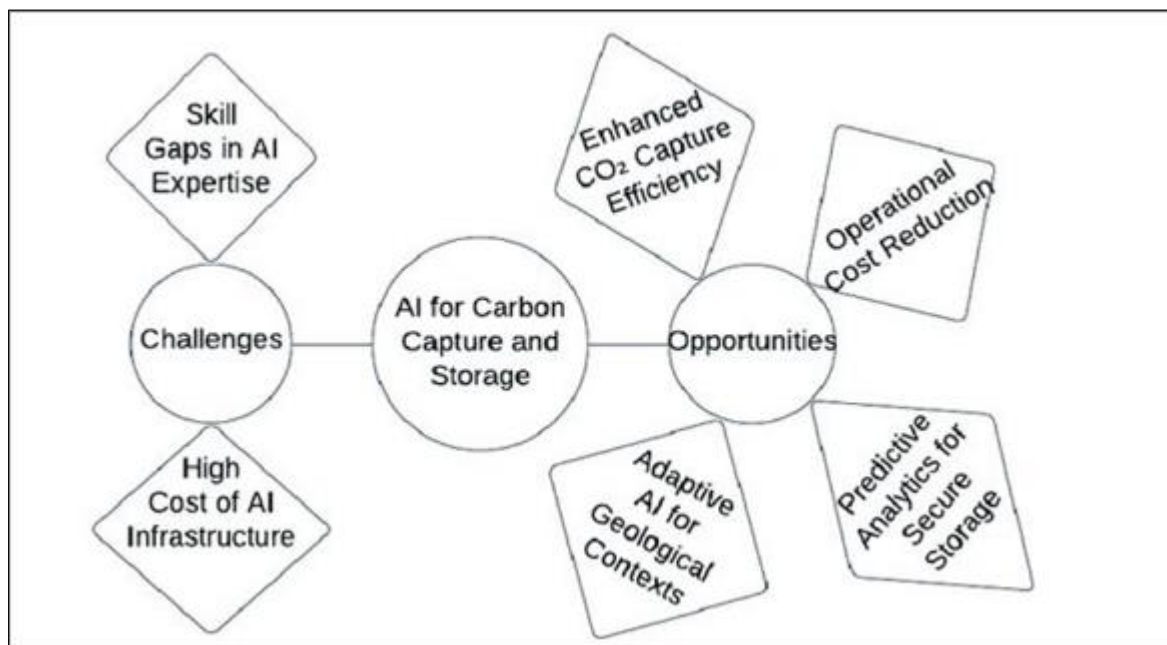 Skill
Gaps in AI
Expertise
Challenges
High
Cost of AI
Infrastructure
AI for Carbon
Capture and
Storage
Enhanced
CO₂ Capture
Efficiency
Operational
Cost Reduction
Opportunities
Adaptive
AI for
Geological
Contexts
Predictive
Analytics for
Secure
Storage